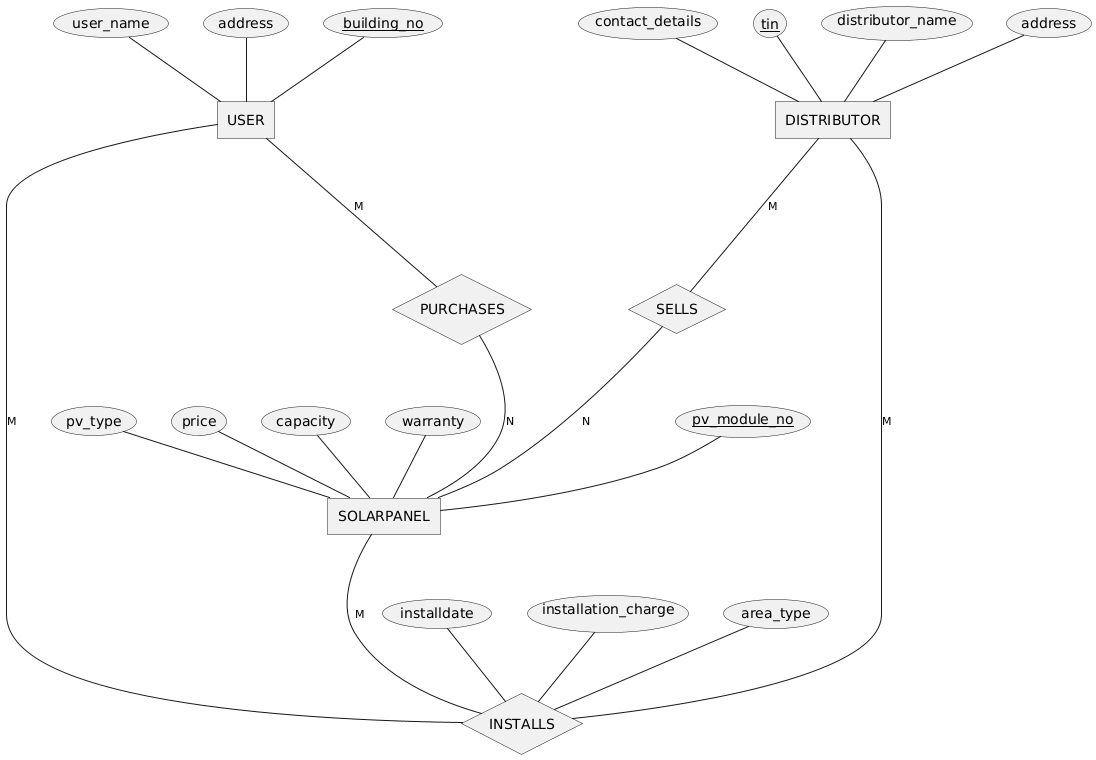 user_name
address
building_no
contact_details
tin
distributor_name
address
USER
DISTRIBUTOR
M
M
PURCHASES
SELLS
M
pv_type
price
capacity
warranty
N
N
pv_module_no
M
SOLARPANEL
M
installdate
installation_charge
area_type
INSTALLS